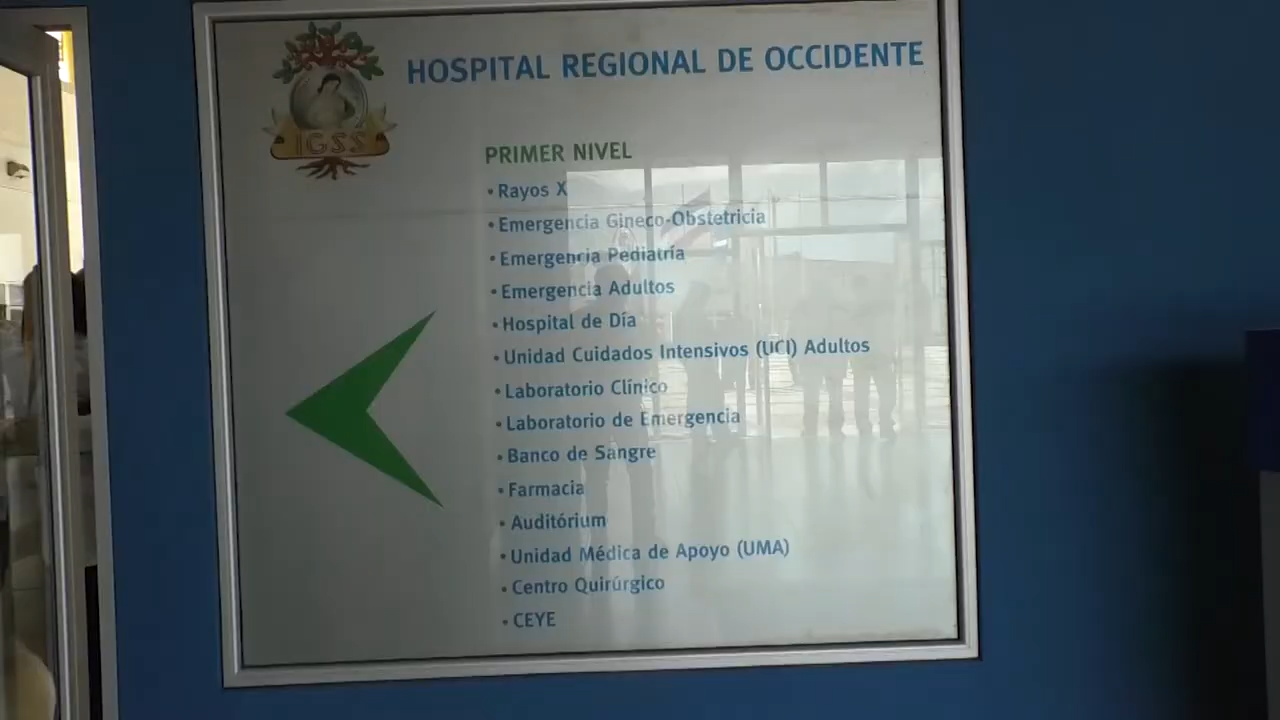 IGSS
HOSPITAL REGIONAL DE OCCIDENTE
PRIMER NIVEL
• Rayos X
• Emergencia Gineco-Obstetricia
• Emergencia Pediatría
• Emergencia Adultos
• Hospital de Día
• Unidad Cuidados Intensivos (UCI) Adultos
• Laboratorio Clínico
• Laboratorio de Emergencia
• Banco de Sangre
• Farmacia
• Auditórium
• Unidad Médica de Apoyo (UMA)
• Centro Quirúrgico
• CEYE